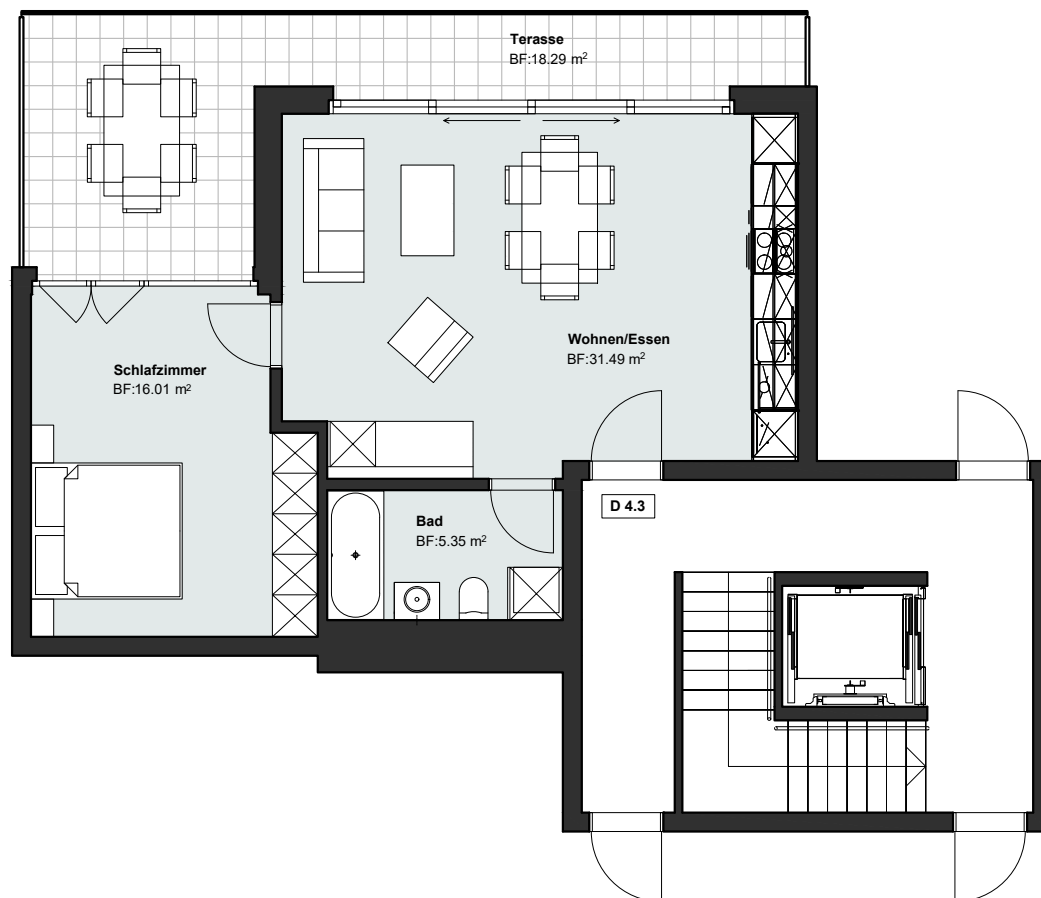 Terasse
BF:18.29 m²
Wohnen/Essen
BF:31.49 m²
Schlafzimmer
BF:16.01 m²
D 4.3
Bad
BF:5.35 m²